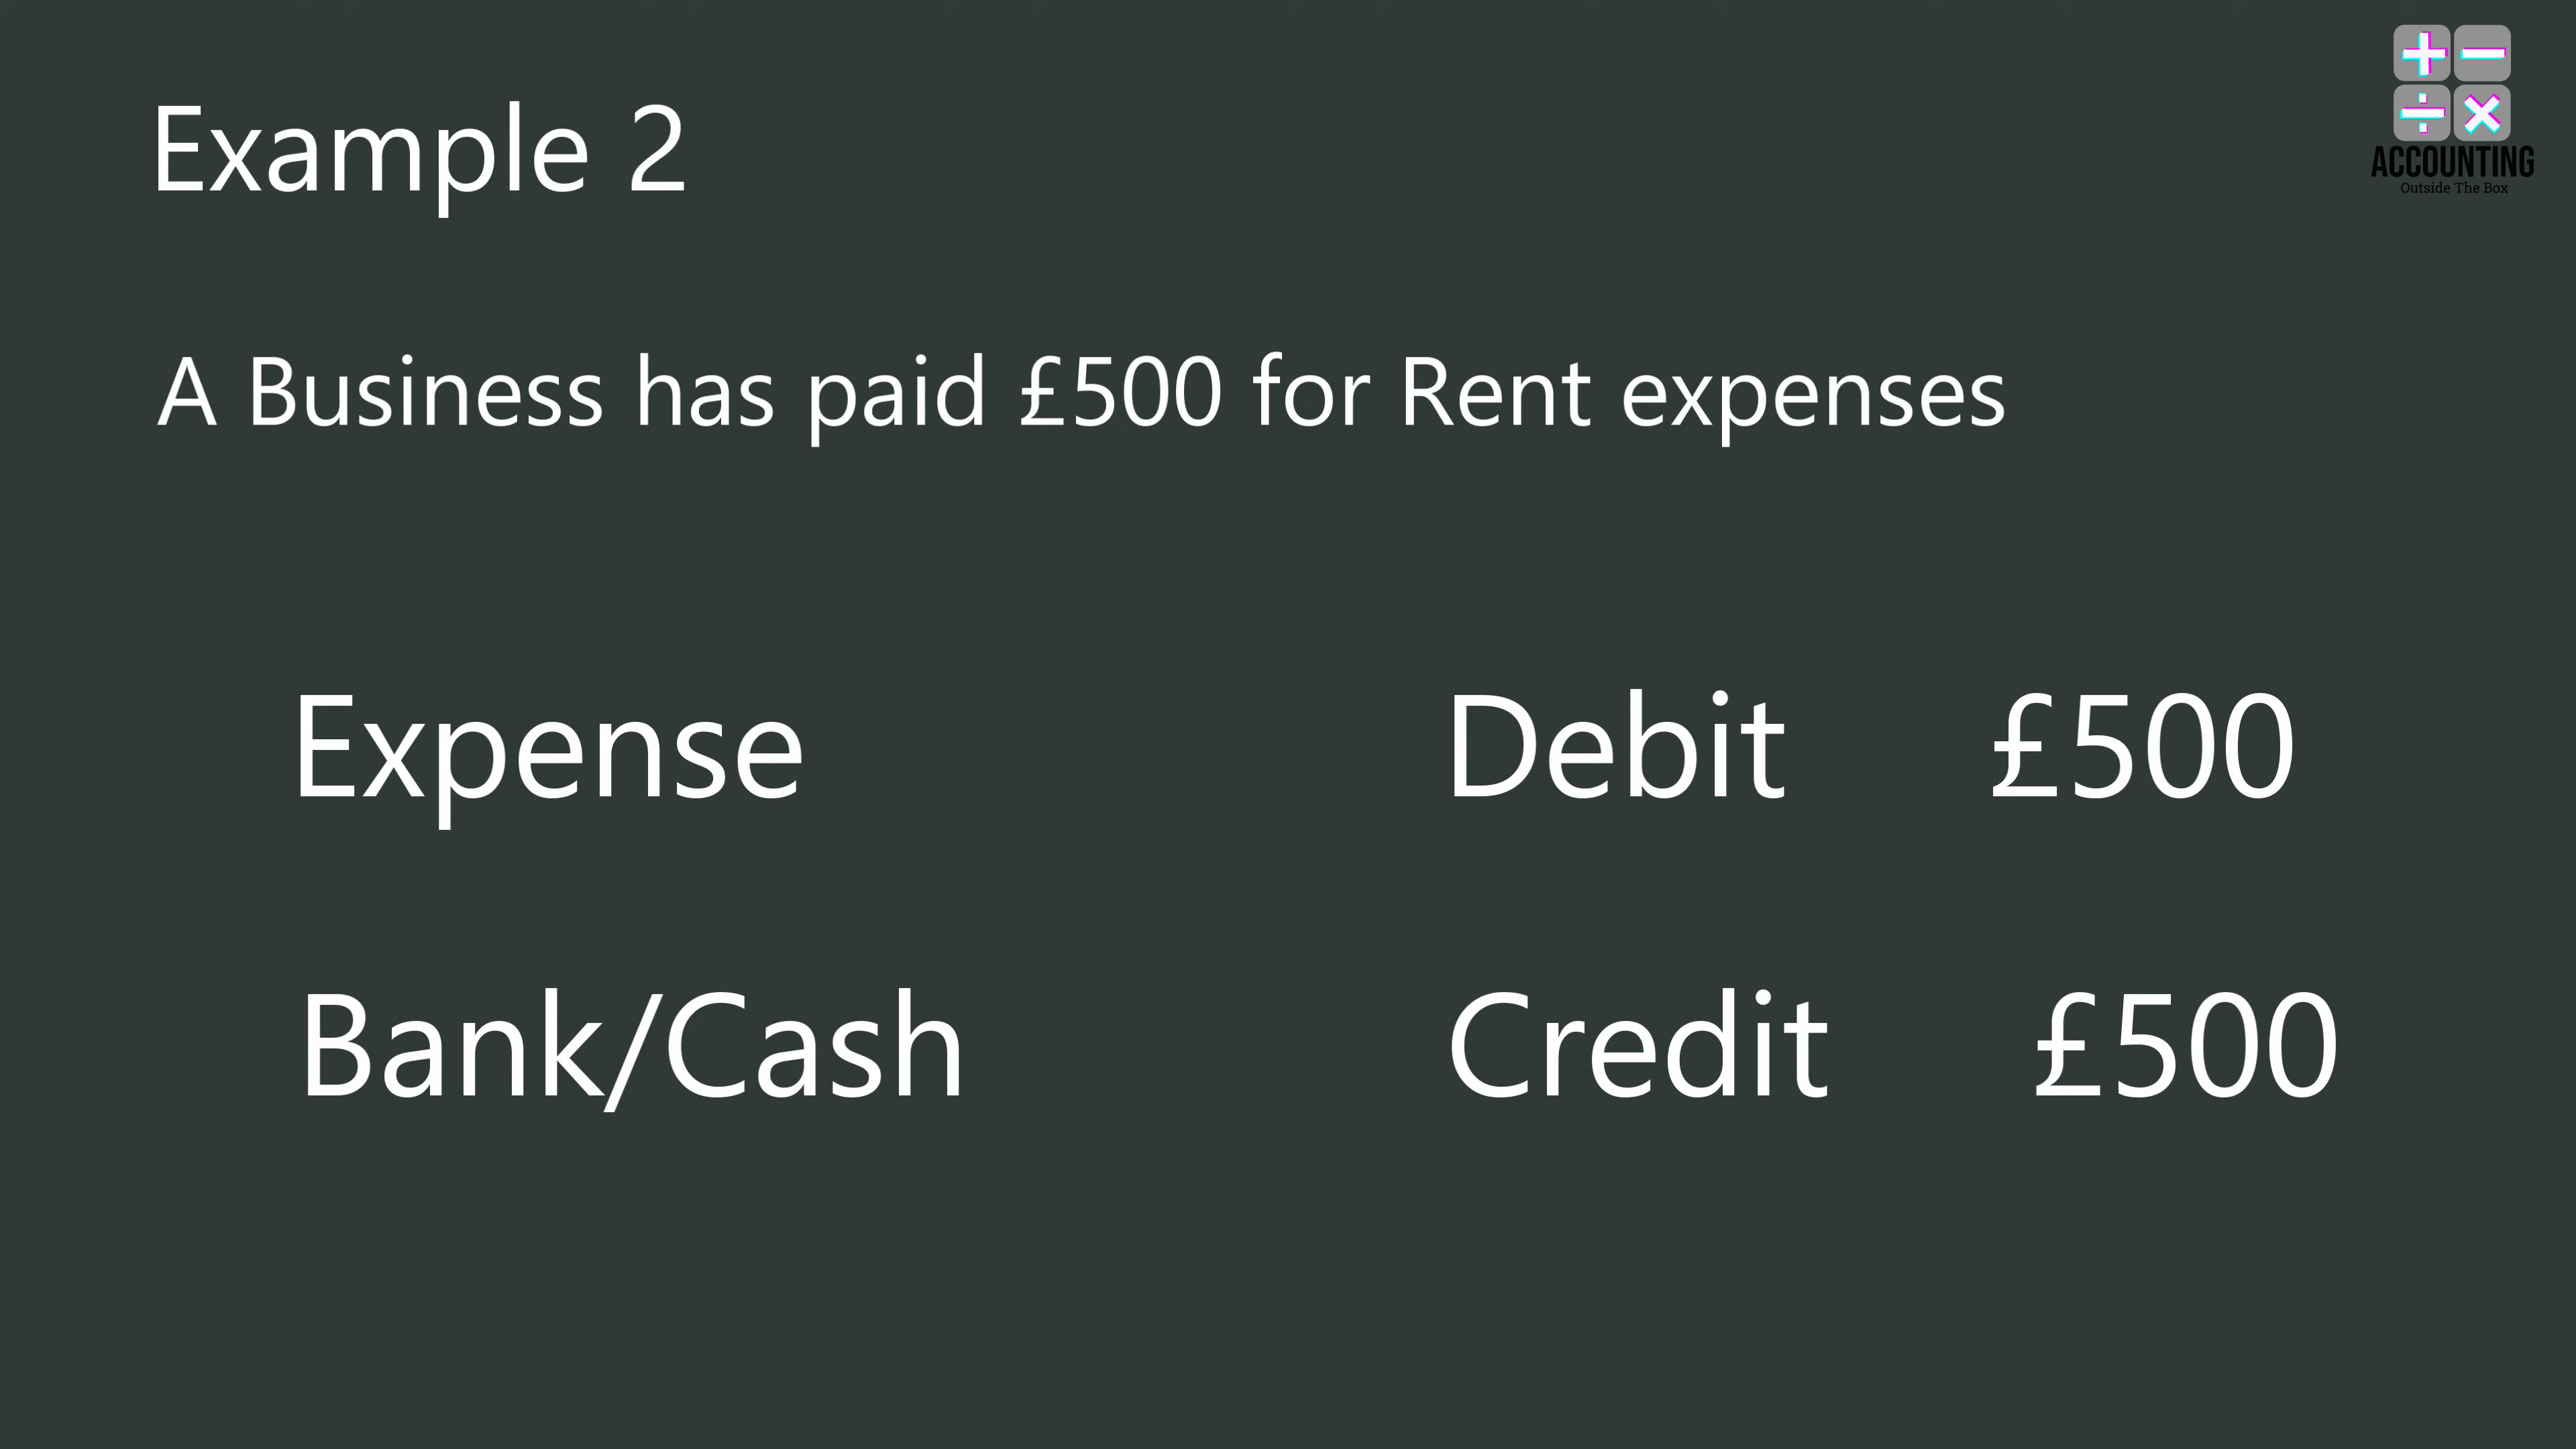 Example 2
ACCOUNTING
Outside The Box
A Business has paid £500 for Rent expenses
Expense Debit £500
Bank/Cash Credit £500